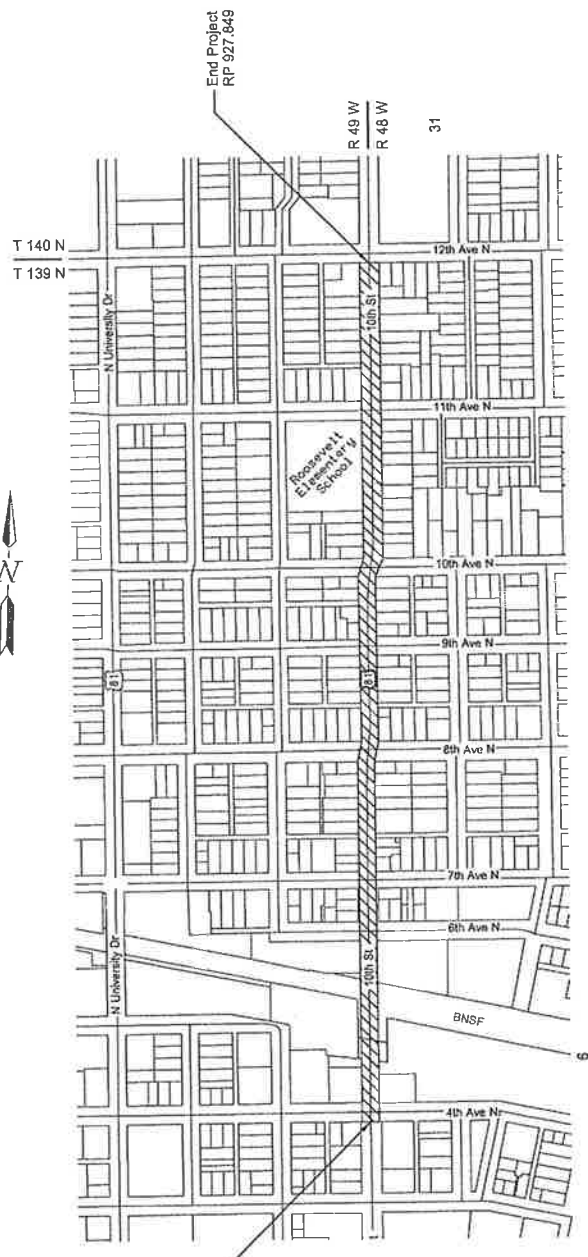 End Project
RP 927.849
R 49 W
R 48 W
31
T 140 N
T 139 N
12th Ave N
N University Dr
10th St
11th Ave N
Roosevelt
Elementary
School
N
10th Ave N
9th Ave N
81
81
8th Ave N
7th Ave N
6th Ave N
N University Dr
10th St
BNSF
6
4th Ave N